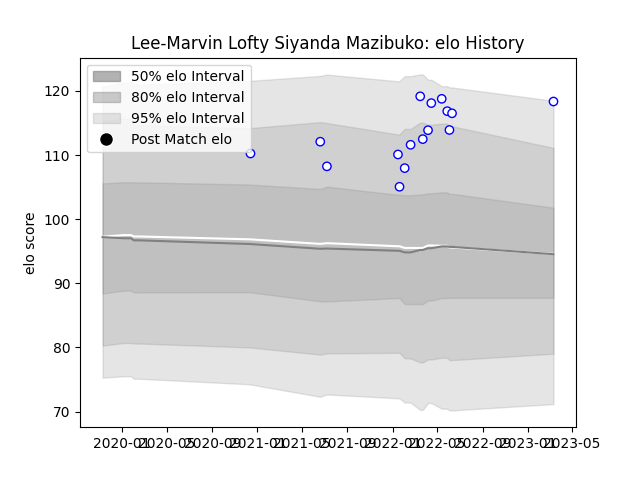 Lee-Marvin Lofty Siyanda Mazibuko: elo History
50% elo Interval
80% elo Interval
95% elo Interval
Post Match elo
elo score
120
110
100
90
80
70
2020-01 2020-05 2020-09 2021-01 2021-05 2021-09 2022-01 2022-05 2022-09 2023-01 2023-05